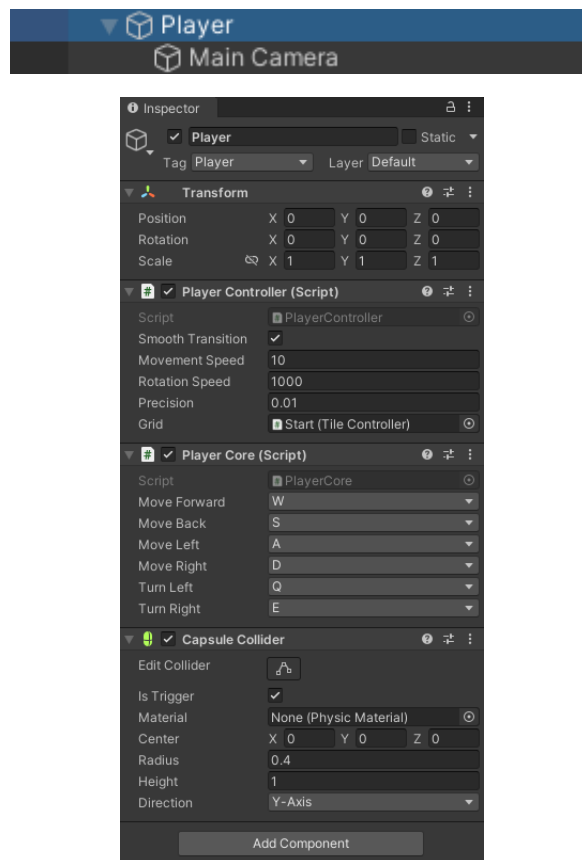 Player
Main Camera
Inspector
Player Static
Tag Player Layer Default
Transform
Position X 0 Y 0 Z 0
Rotation X 0 Y 0 Z 0
Scale X 1 Y 1 Z 1
# Player Controller (Script)
Script # PlayerController
Smooth Transition
Movement Speed 10
Rotation Speed 1000
Precision 0.01
Grid # Start (Tile Controller)
# Player Core (Script)
Script # PlayerCore
Move Forward W
Move Back S
Move Left A
Move Right D
Turn Left Q
Turn Right E
Capsule Collider
Edit Collider
Is Trigger
Material None (Physic Material)
Center X 0 Y 0 Z 0
Radius 0.4
Height 1
Direction Y-Axis
Add Component